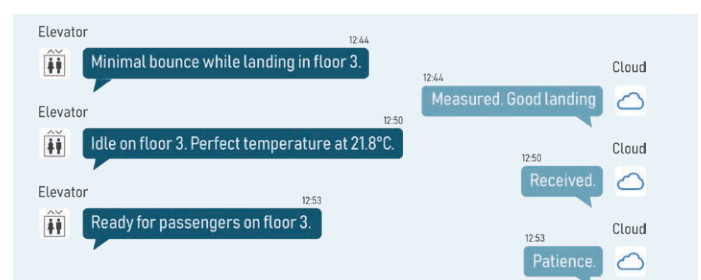 Elevator
12:44
Minimal bounce while landing in floor 3.
12:44
Cloud
Measured. Good landing
Elevator
12:50
Idle on floor 3. Perfect temperature at 21.8°C.
12:50
Cloud
Received.
Elevator
12:53
Ready for passengers on floor 3.
12:53
Cloud
Patience.